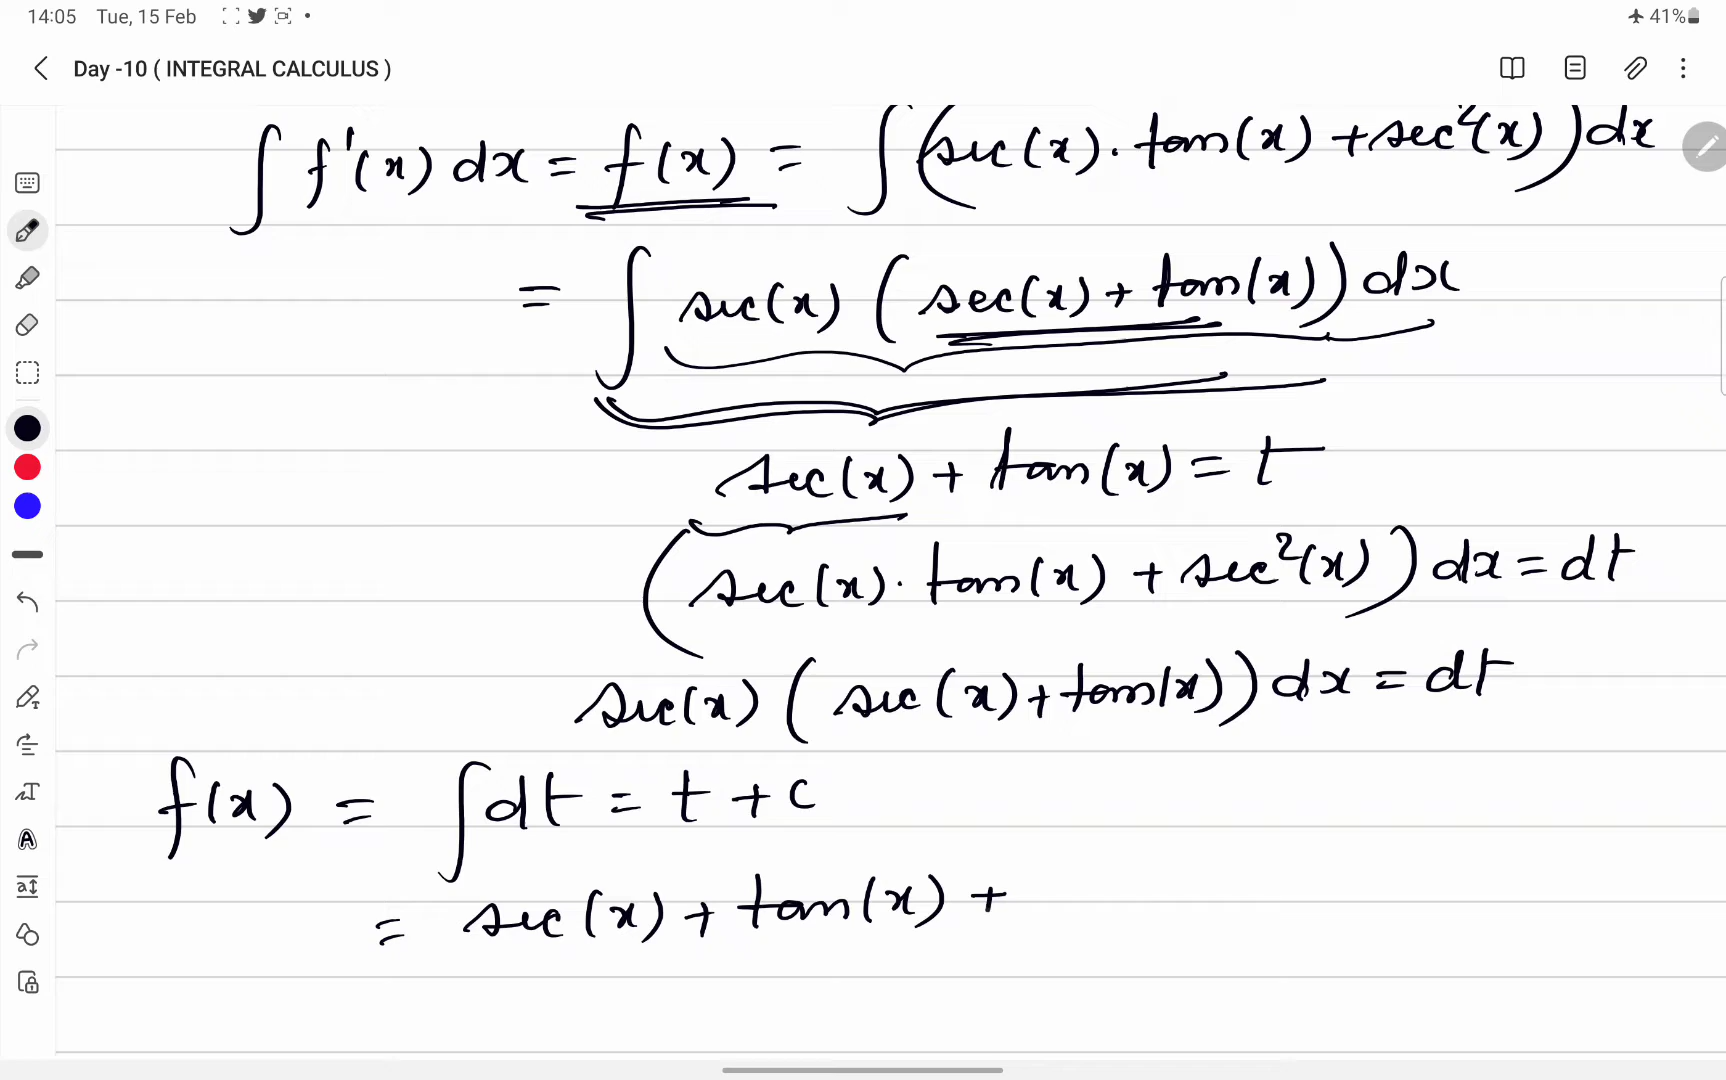 14:05 Tue, 15 Feb 41%
Day -10 ( INTEGRAL CALCULUS )
∫ f'(x) dx = f(x) = ∫ (sec(x) · tan(x) + sec²(x)) dx
= ∫ sec(x) (sec(x) + tan(x)) dx
sec(x) + tan(x) = t
(sec(x) · tan(x) + sec²(x)) dx = dt
sec(x) (sec(x) + tan(x)) dx = dt
f(x) = ∫ dt = t + c
= sec(x) + tan(x) +